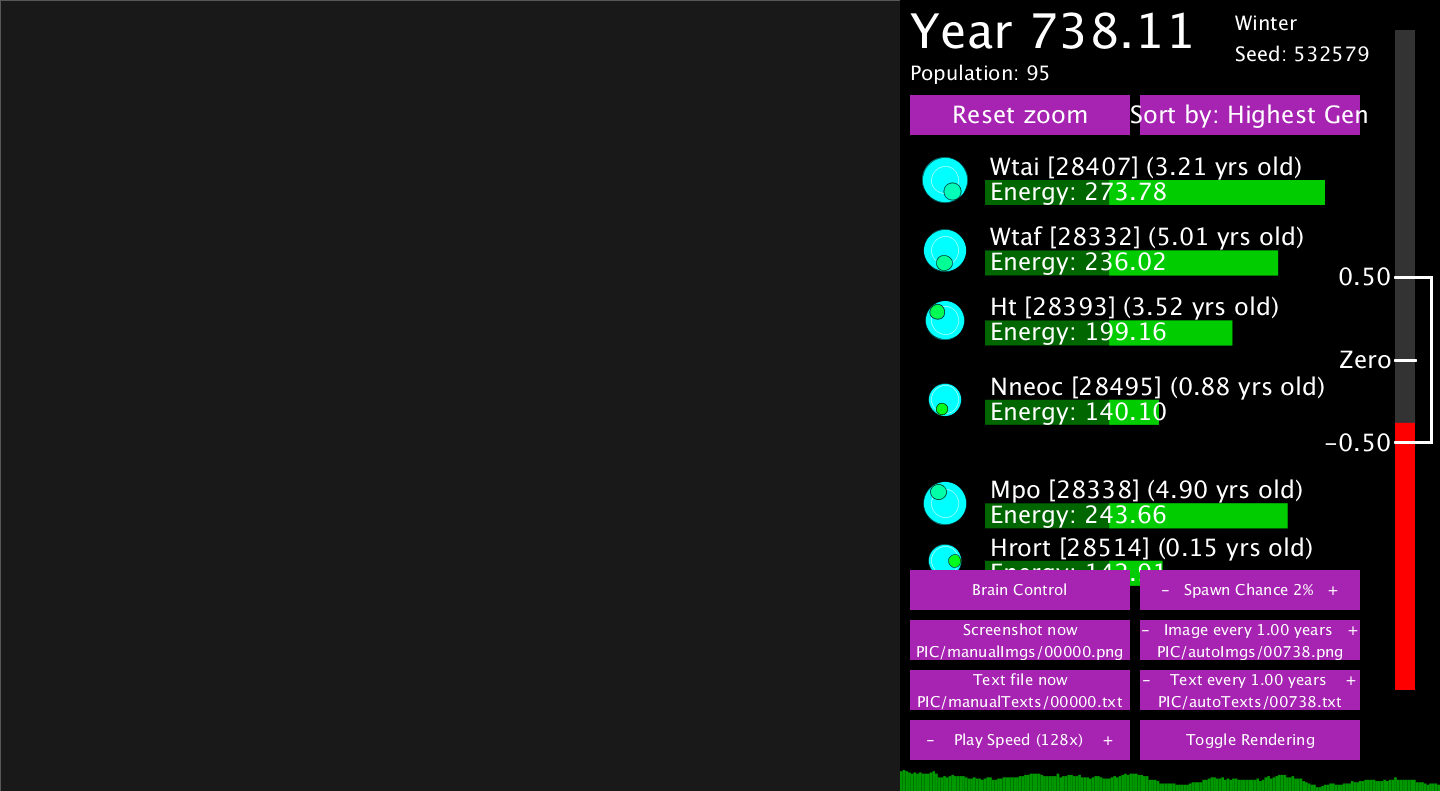 Year 738.11
Winter
Seed: 532579
Population: 95
Reset zoom
Sort by: Highest Gen
Wtai [28407] (3.21 yrs old)
Energy: 273.78
Wtaf [28332] (5.01 yrs old)
Energy: 236.02
Ht [28393] (3.52 yrs old)
Energy: 199.16
Nneoc [28495] (0.88 yrs old)
Energy: 140.10
Mpo [28338] (4.90 yrs old)
Energy: 243.66
Hrort [28514] (0.15 yrs old)
0.50
Zero
-0.50
Brain Control
- Spawn Chance 2% +
Screenshot now
PIC/manualImgs/00000.png
- Image every 1.00 years +
PIC/autoImgs/00738.png
Text file now
PIC/manualTexts/00000.txt
- Text every 1.00 years +
PIC/autoTexts/00738.txt
- Play Speed (128x) +
Toggle Rendering